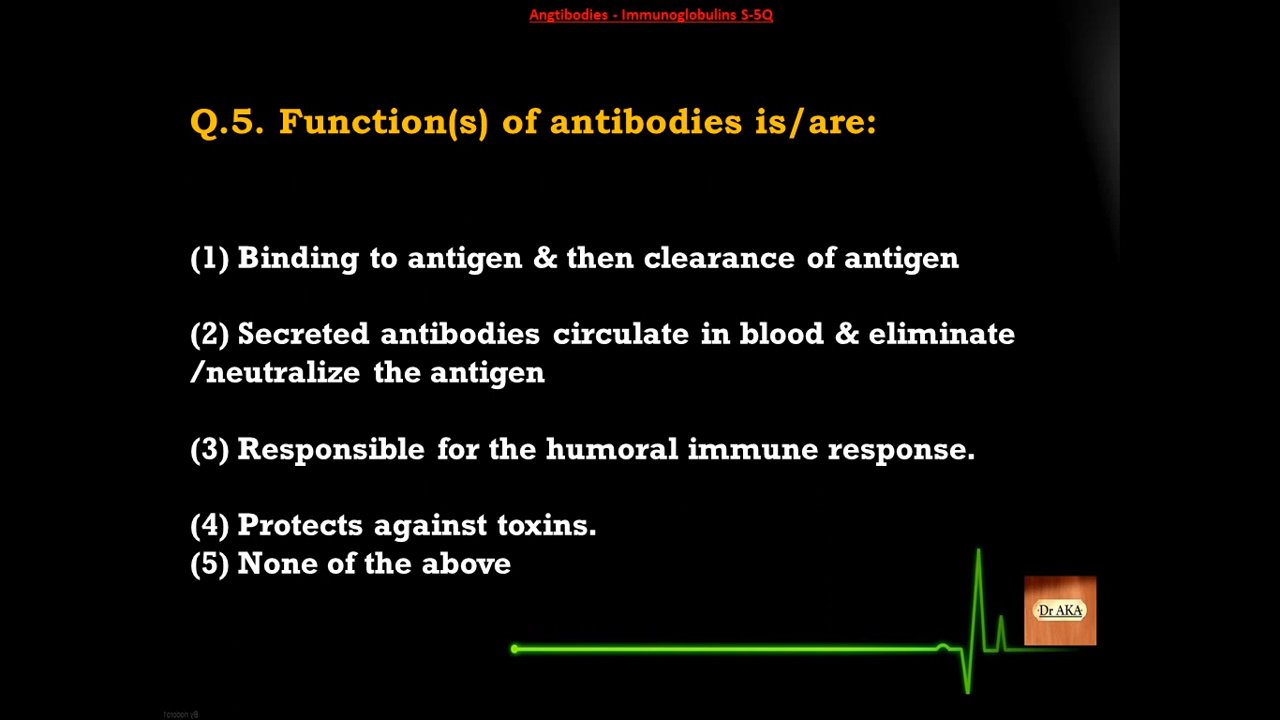 Angtibodies - Immunoglobulins S-5Q
Q.5. Function(s) of antibodies is/are:
(1) Binding to antigen & then clearance of antigen
(2) Secreted antibodies circulate in blood & eliminate
/neutralize the antigen
(3) Responsible for the humoral immune response.
(4) Protects against toxins.
(5) None of the above
Dr AKA